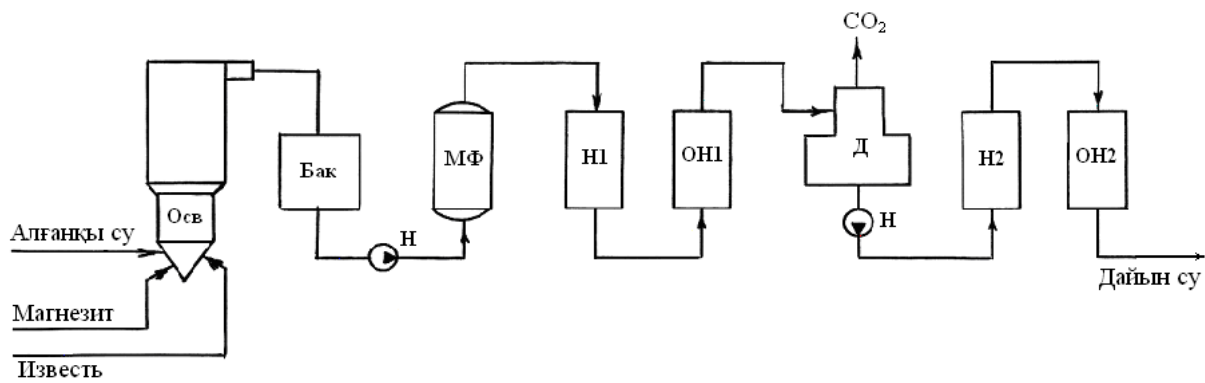 CO₂
Осв
Бак
МФ
Н1
ОН1
Д
Н2
ОН2
Н
Н
Алғанқы су
Дайын су
Магнезит
Известь